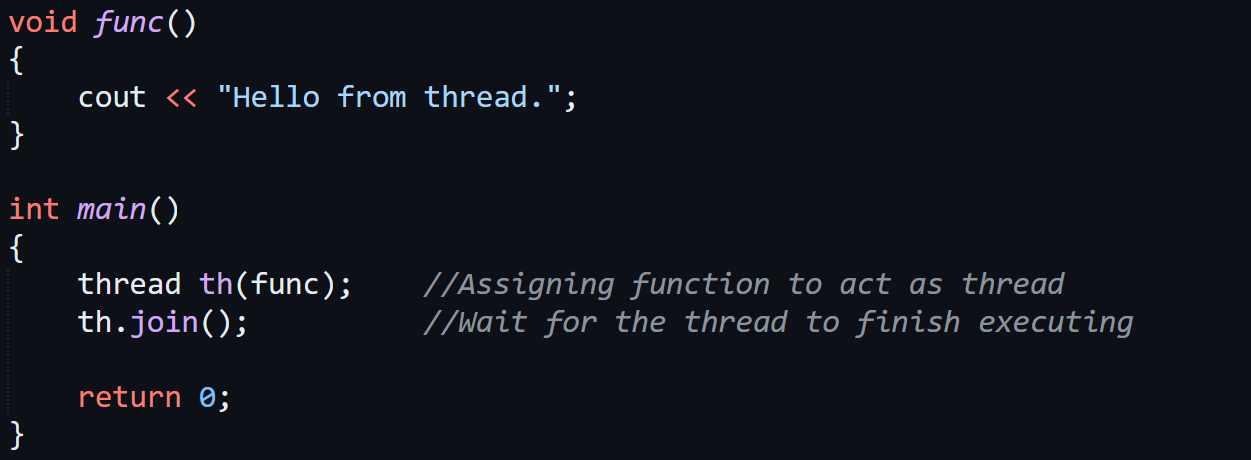 void func()
{
    cout << "Hello from thread.";
}
int main()
{
    thread th(func);    //Assigning function to act as thread
    th.join();          //Wait for the thread to finish executing
    return 0;
}